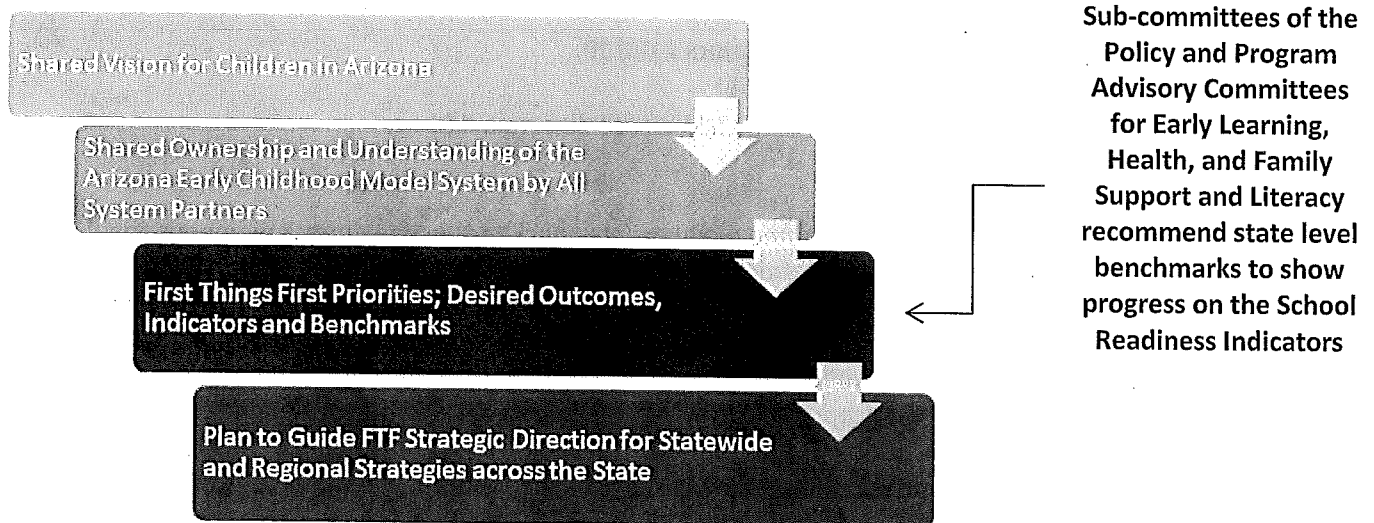 Shared Vision for Children in Arizona
Shared Ownership and Understanding of the
Arizona Early Childhood Model System by All
System Partners
First Things First Priorities; Desired Outcomes,
Indicators and Benchmarks
Plan to Guide FTF Strategic Direction for Statewide
and Regional Strategies across the State
Sub-committees of the
Policy and Program
Advisory Committees
for Early Learning,
Health, and Family
Support and Literacy
recommend state level
benchmarks to show
progress on the School
Readiness Indicators